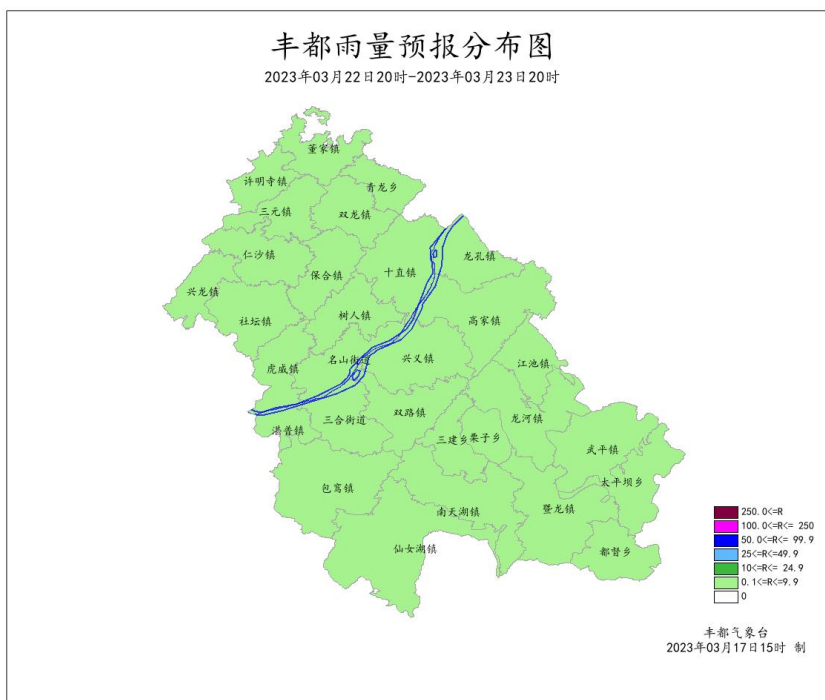 丰都雨量预报分布图
2023年03月22日20时-2023年03月23日20时
董家镇
许明寺镇
青龙乡
三元镇
双龙镇
仁沙镇
龙孔镇
保合镇
十直镇
兴龙镇
树人镇
社坛镇
高家镇
名山街道
兴义镇
虎威镇
江池镇
双路镇
三合街道
龙河镇
湛普镇
三建乡
栗子乡
武平镇
太平坝乡
包鸾镇
南天湖镇
暨龙镇
仙女湖镇
都督乡
250.0<=R
100.0<=R<= 250
50.0<=R<= 99.9
25<=R<=49.9
10<=R<= 24.9
0.1<=R<=9.9
0
丰都气象台
2023年03月17日15时 制